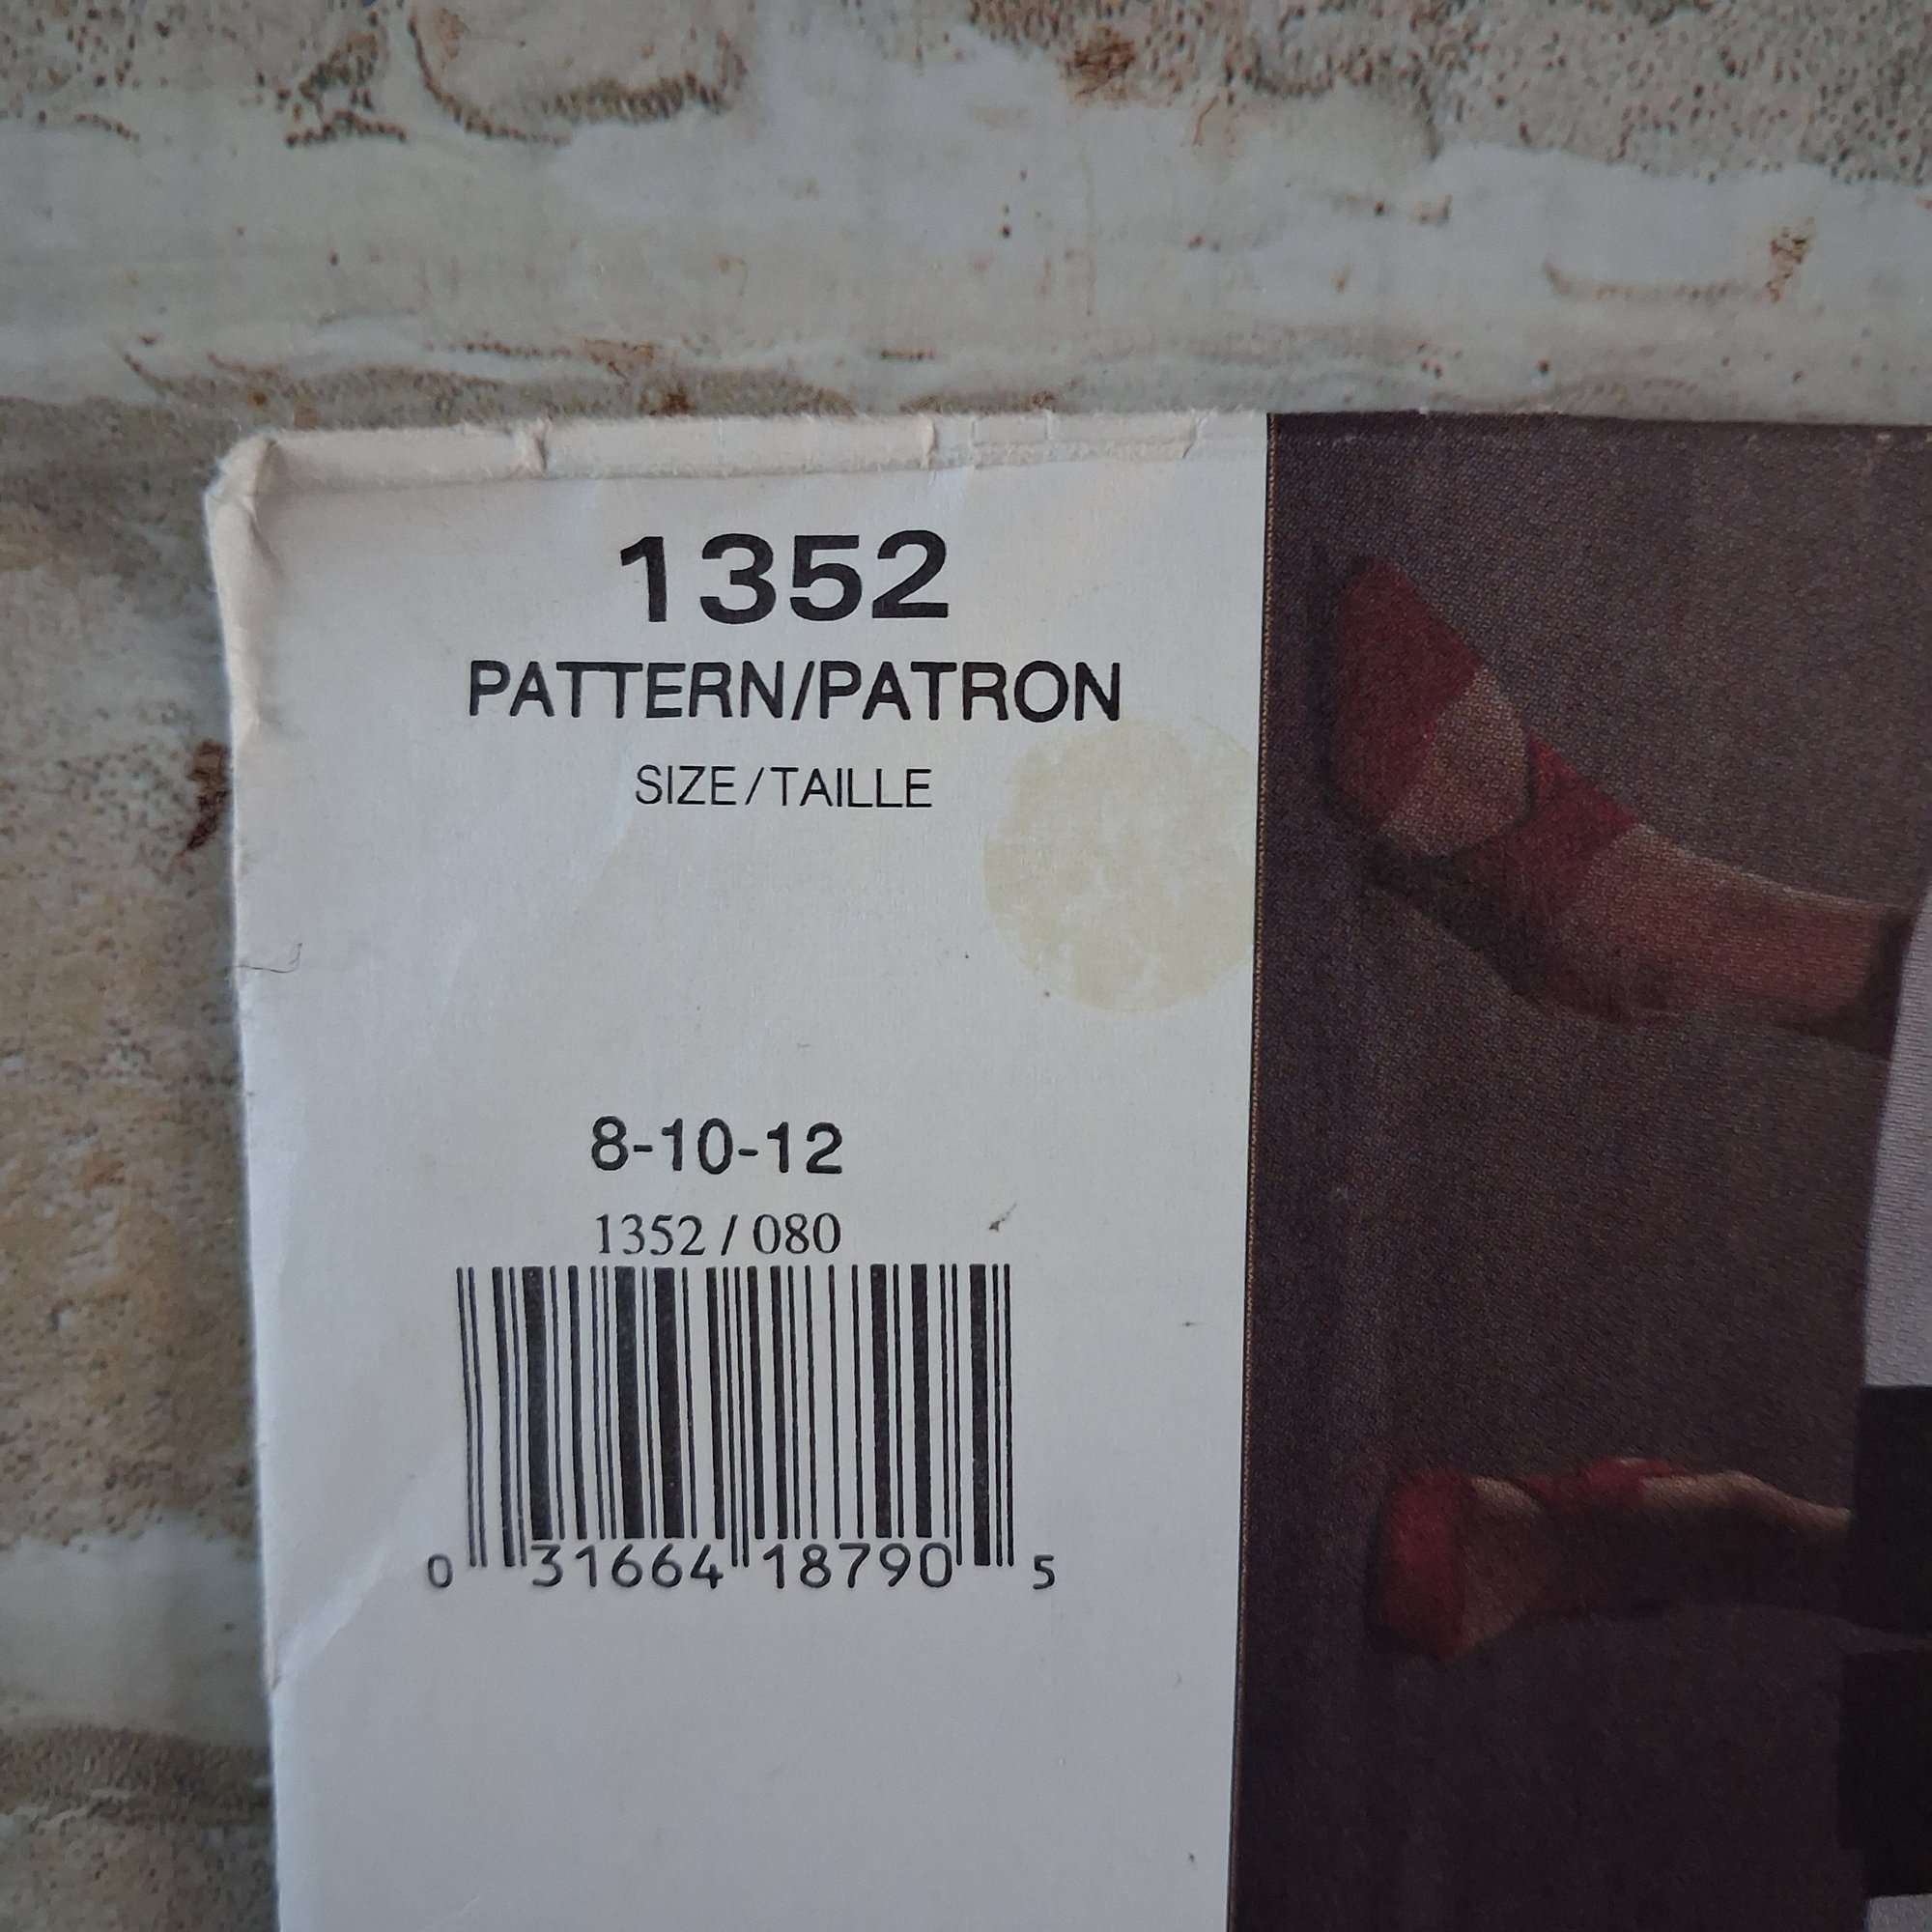 1352
PATTERN/PATRON
SIZE/TAILLE
8-10-12
1352 / 080
0 31664 18790 5